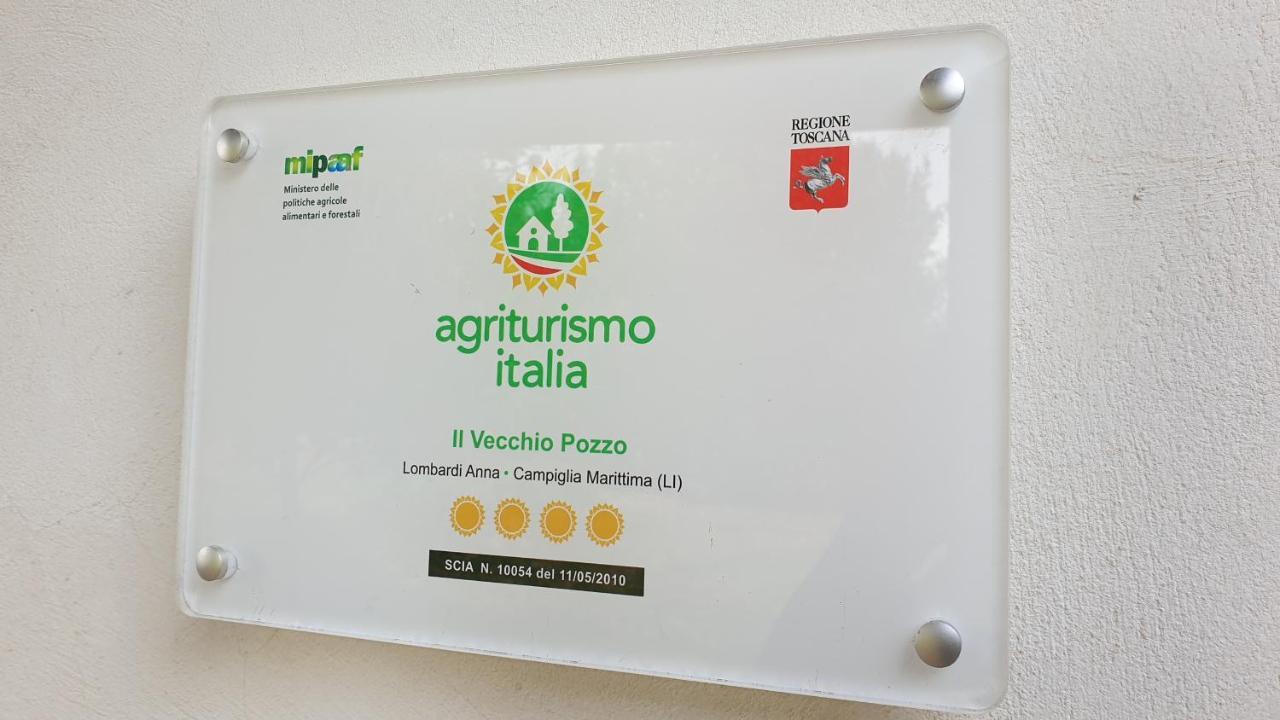 mipaaf
Ministero delle
politiche agricole
alimentari e forestali
REGIONE
TOSCANA
agriturismo
italia
Il Vecchio Pozzo
Lombardi Anna • Campiglia Marittima (LI)
SCIA N. 10054 del 11/05/2010